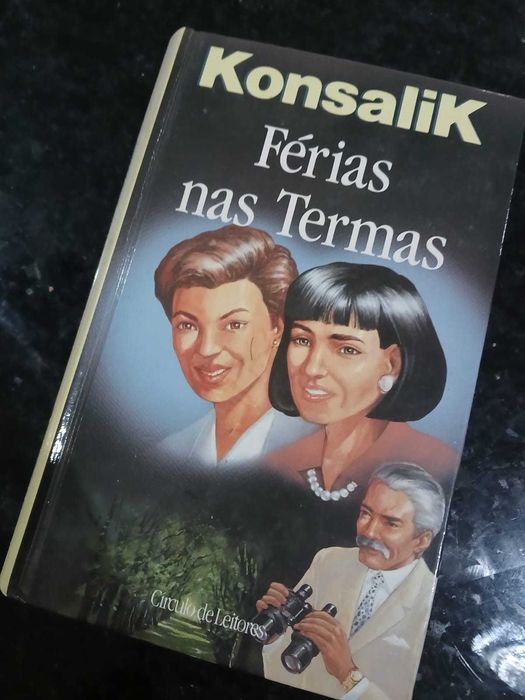 KonsaliK
Férias
nas Termas
Círculo de Leitores